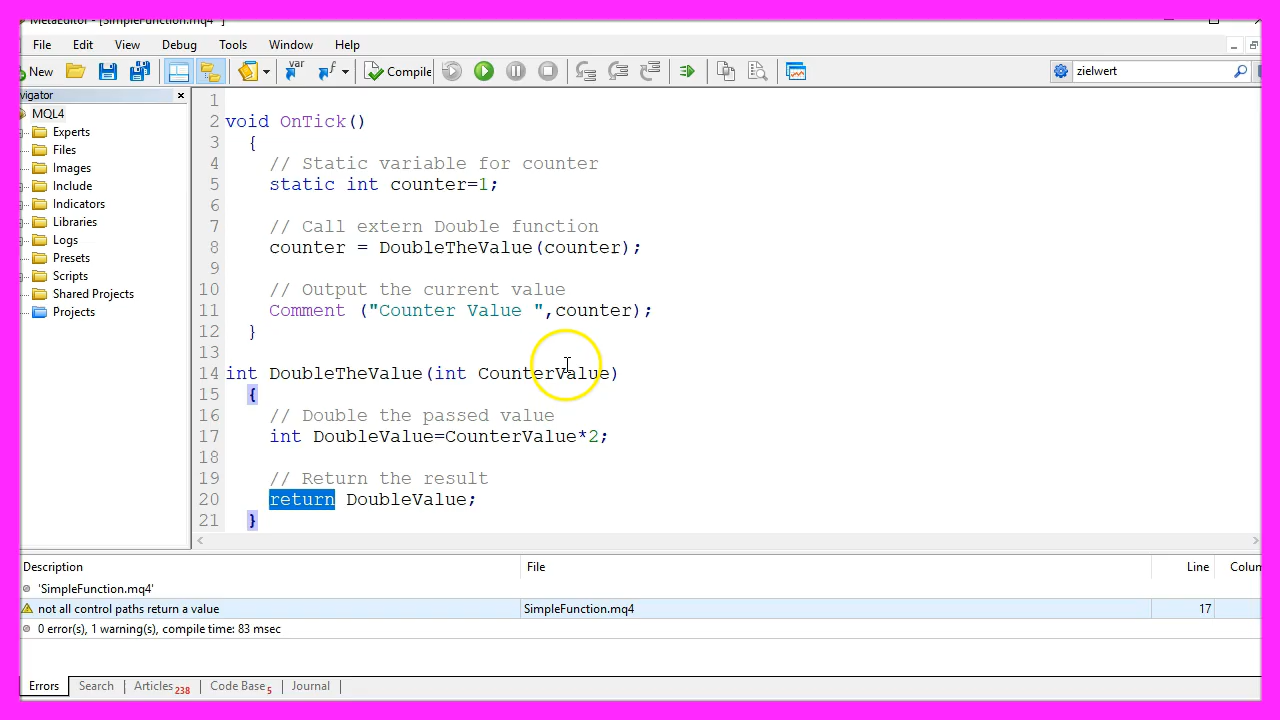 MetaEditor - [SimpleFunction.mq4 ]
File Edit View Debug Tools Window Help
New Compile zielwert
vigator
MQL4
Experts
Files
Images
Include
Indicators
Libraries
Logs
Presets
Scripts
Shared Projects
Projects
1
2 void OnTick()
3 {
4 // Static variable for counter
5 static int counter=1;
6
7 // Call extern Double function
8 counter = DoubleTheValue(counter);
9
10 // Output the current value
11 Comment ("Counter Value ",counter);
12 }
13
14 int DoubleTheValue(int CounterValue)
15 {
16 // Double the passed value
17 int DoubleValue=CounterValue*2;
18
19 // Return the result
20 return DoubleValue;
21 }
Description File Line Colum
'SimpleFunction.mq4'
not all control paths return a value SimpleFunction.mq4 17
0 error(s), 1 warning(s), compile time: 83 msec
Errors Search Articles 238 Code Base 5 Journal